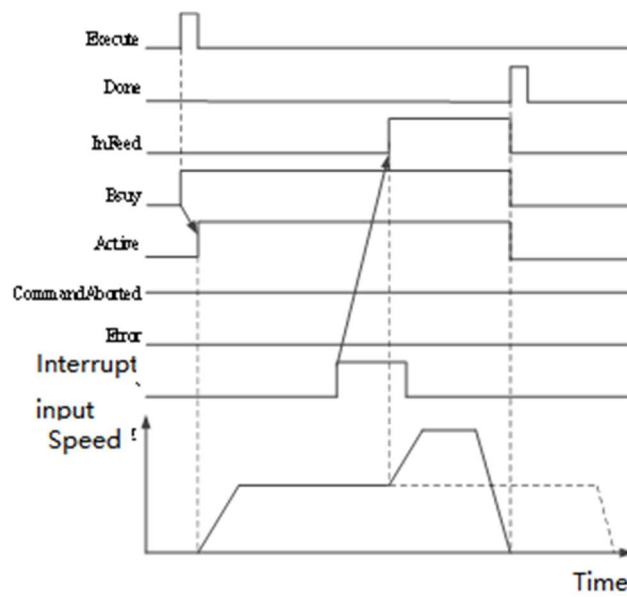 Execute
Done
InFeed
Bsuy
Active
CommandAborted
Error
Interrupt
input
Speed
Time